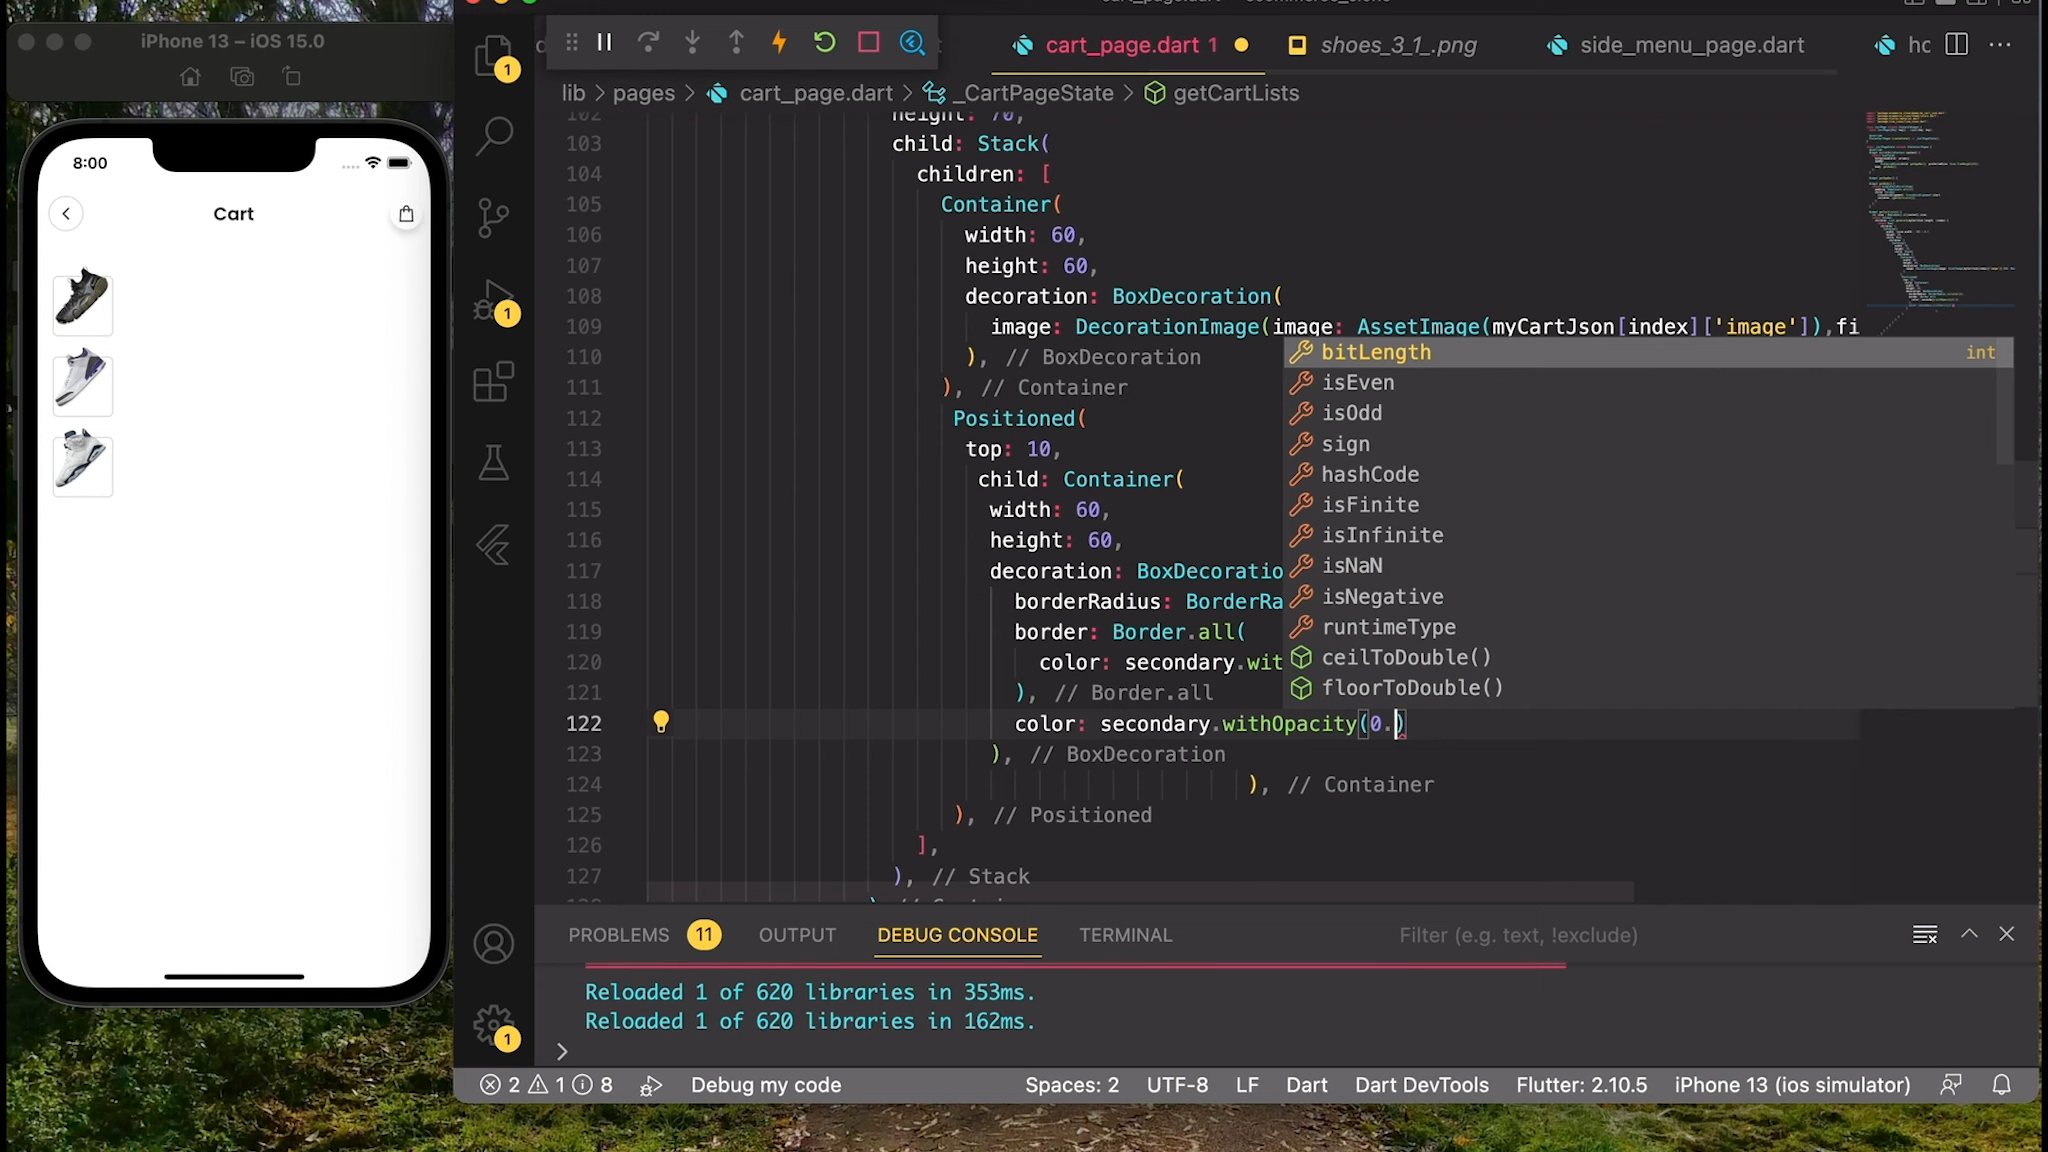 iPhone 13 – iOS 15.0
8:00
Cart
cart_page.dart 1
shoes_3_1_.png
side_menu_page.dart
hc
1
lib > pages > cart_page.dart > _CartPageState > getCartLists
102 height: 70,
103 child: Stack(
104 children: [
105 Container(
106 width: 60,
107 height: 60,
108 decoration: BoxDecoration(
109 image: DecorationImage(image: AssetImage(myCartJson[index]['image']),fi
110 ), // BoxDecoration
111 ), // Container
112 Positioned(
113 top: 10,
114 child: Container(
115 width: 60,
116 height: 60,
117 decoration: BoxDecoratio
118 borderRadius: BorderRa
119 border: Border.all(
120 color: secondary.wit
121 ), // Border.all
122 color: secondary.withOpacity(0.)
123 ), // BoxDecoration
124 ), // Container
125 ), // Positioned
126 ],
127 ), // Stack
bitLength int
isEven
isOdd
sign
hashCode
isFinite
isInfinite
isNaN
isNegative
runtimeType
ceilToDouble()
floorToDouble()
1
1
PROBLEMS 11 OUTPUT DEBUG CONSOLE TERMINAL Filter (e.g. text, !exclude)
Reloaded 1 of 620 libraries in 353ms.
Reloaded 1 of 620 libraries in 162ms.
>
2 1 8 Debug my code Spaces: 2 UTF-8 LF Dart Dart DevTools Flutter: 2.10.5 iPhone 13 (ios simulator)